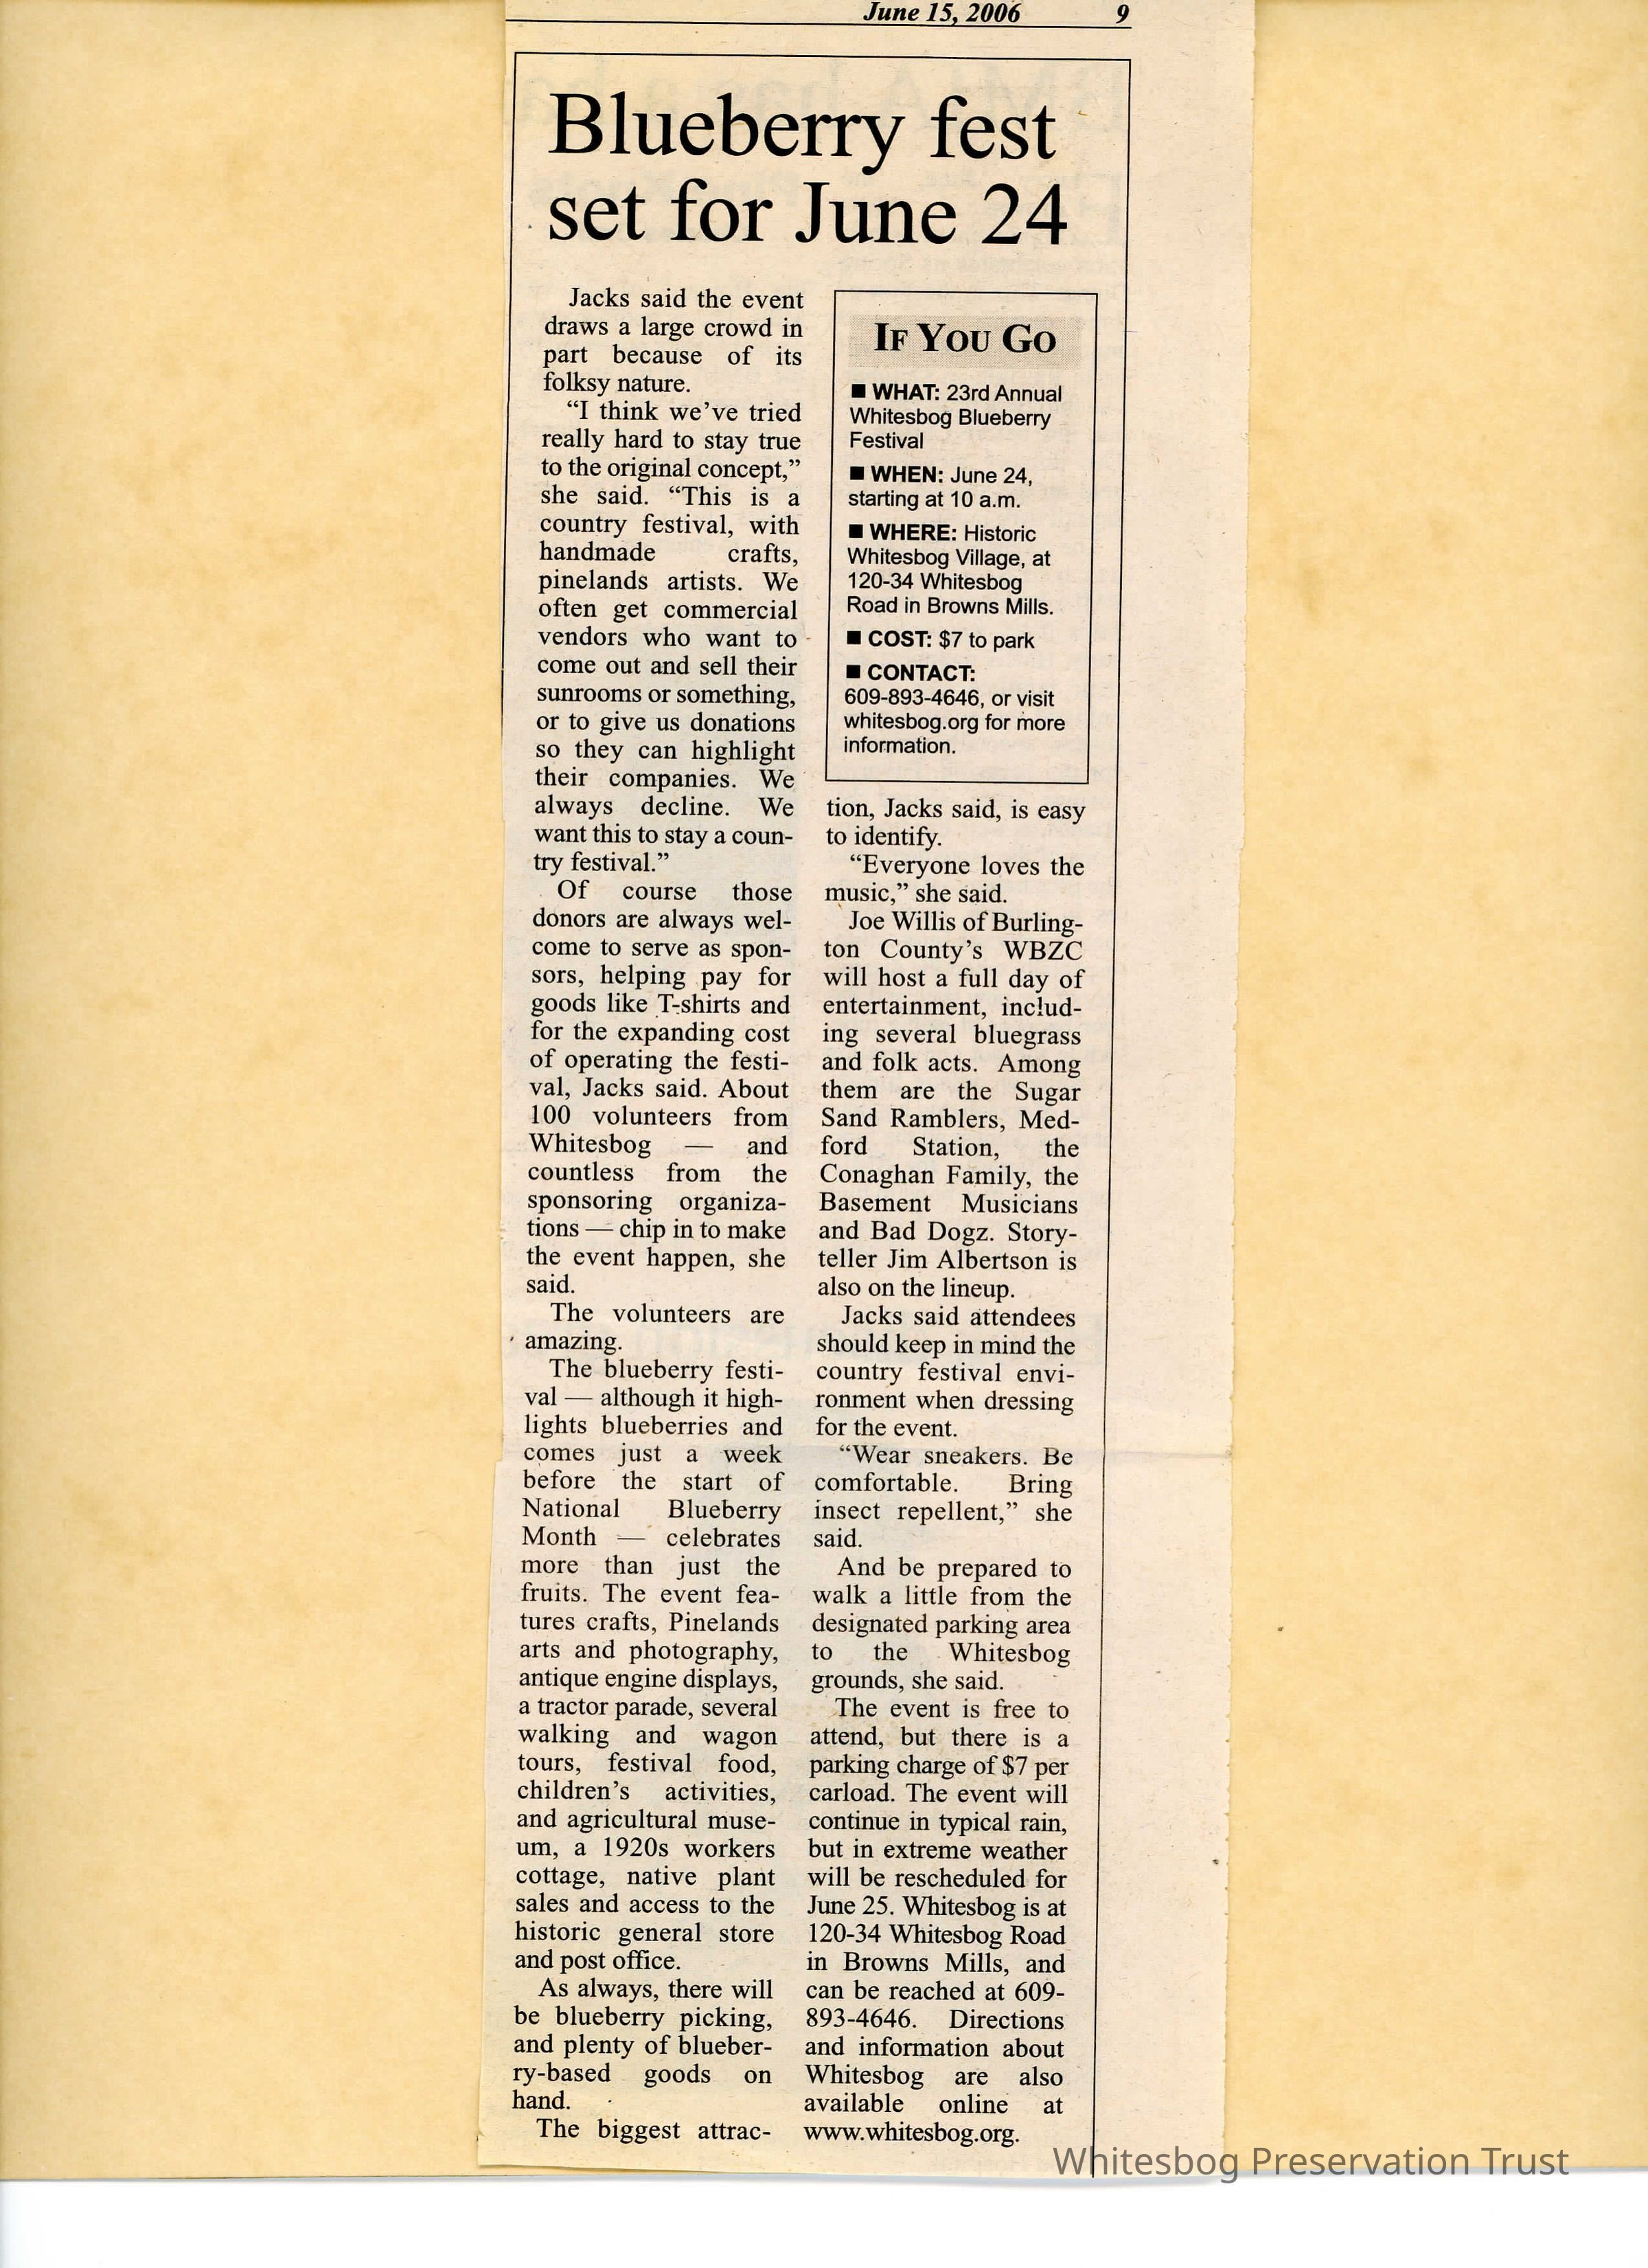 June 15, 2006 9
Blueberry fest
set for June 24
Jacks said the event
draws a large crowd in
part because of its
folksy nature.
“I think we’ve tried
really hard to stay true
to the original concept,”
she said. “This is a
country festival, with
handmade crafts,
pinelands artists. We
often get commercial
vendors who want to
come out and sell their
sunrooms or something,
or to give us donations
so they can highlight
their companies. We
always decline. We
want this to stay a coun-
try festival.”
Of course those
donors are always wel-
come to serve as spon-
sors, helping pay for
goods like T-shirts and
for the expanding cost
of operating the festi-
val, Jacks said. About
100 volunteers from
Whitesbog — and
countless from the
sponsoring organiza-
tions — chip in to make
the event happen, she
said.
The volunteers are
amazing.
The blueberry festi-
val — although it high-
lights blueberries and
comes just a week
before the start of
National Blueberry
Month — celebrates
more than just the
fruits. The event fea-
tures crafts, Pinelands
arts and photography,
antique engine displays,
a tractor parade, several
walking and wagon
tours, festival food,
children’s activities,
and agricultural muse-
um, a 1920s workers
cottage, native plant
sales and access to the
historic general store
and post office.
As always, there will
be blueberry picking,
and plenty of blueber-
ry-based goods on
hand.
The biggest attrac-
IF YOU GO
■ WHAT: 23rd Annual
Whitesbog Blueberry
Festival
■ WHEN: June 24,
starting at 10 a.m.
■ WHERE: Historic
Whitesbog Village, at
120-34 Whitesbog
Road in Browns Mills.
■ COST: $7 to park
■ CONTACT:
609-893-4646, or visit
whitesbog.org for more
information.
tion, Jacks said, is easy
to identify.
“Everyone loves the
music,” she said.
Joe Willis of Burling-
ton County’s WBZC
will host a full day of
entertainment, includ-
ing several bluegrass
and folk acts. Among
them are the Sugar
Sand Ramblers, Med-
ford Station, the
Conaghan Family, the
Basement Musicians
and Bad Dogz. Story-
teller Jim Albertson is
also on the lineup.
Jacks said attendees
should keep in mind the
country festival envi-
ronment when dressing
for the event.
“Wear sneakers. Be
comfortable. Bring
insect repellent,” she
said.
And be prepared to
walk a little from the
designated parking area
to the Whitesbog
grounds, she said.
The event is free to
attend, but there is a
parking charge of $7 per
carload. The event will
continue in typical rain,
but in extreme weather
will be rescheduled for
June 25. Whitesbog is at
120-34 Whitesbog Road
in Browns Mills, and
can be reached at 609-
893-4646. Directions
and information about
Whitesbog are also
available online at
www.whitesbog.org.
Whitesbog Preservation Trust